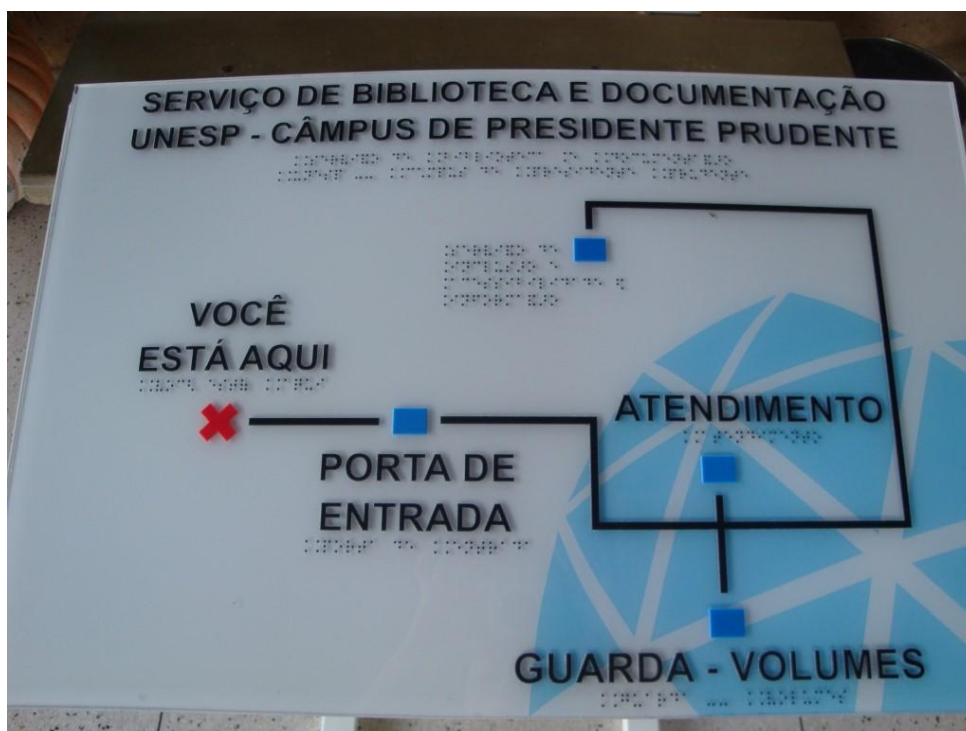 SERVIÇO DE BIBLIOTECA E DOCUMENTAÇÃO
UNESP - CÂMPUS DE PRESIDENTE PRUDENTE
VOCÊ
ESTÁ AQUI
PORTA DE
ENTRADA
ATENDIMENTO
GUARDA - VOLUMES